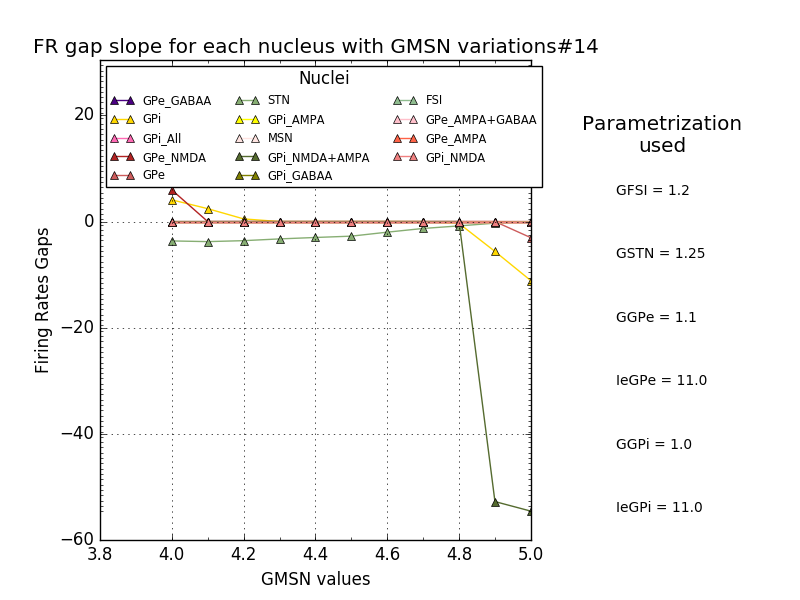 FR gap slope for each nucleus with GMSN variations#14
Nuclei
GPe_GABAA STN FSI
GPi GPi_AMPA GPe_AMPA+GABAA
GPi_All MSN GPe_AMPA
GPe_NMDA GPi_NMDA+AMPA GPi_NMDA
GPe GPi_GABAA
20
0
−20
−40
−60
Firing Rates Gaps
3.8 4.0 4.2 4.4 4.6 4.8 5.0
GMSN values
Parametrization
used
GFSI = 1.2
GSTN = 1.25
GGPe = 1.1
IeGPe = 11.0
GGPi = 1.0
IeGPi = 11.0